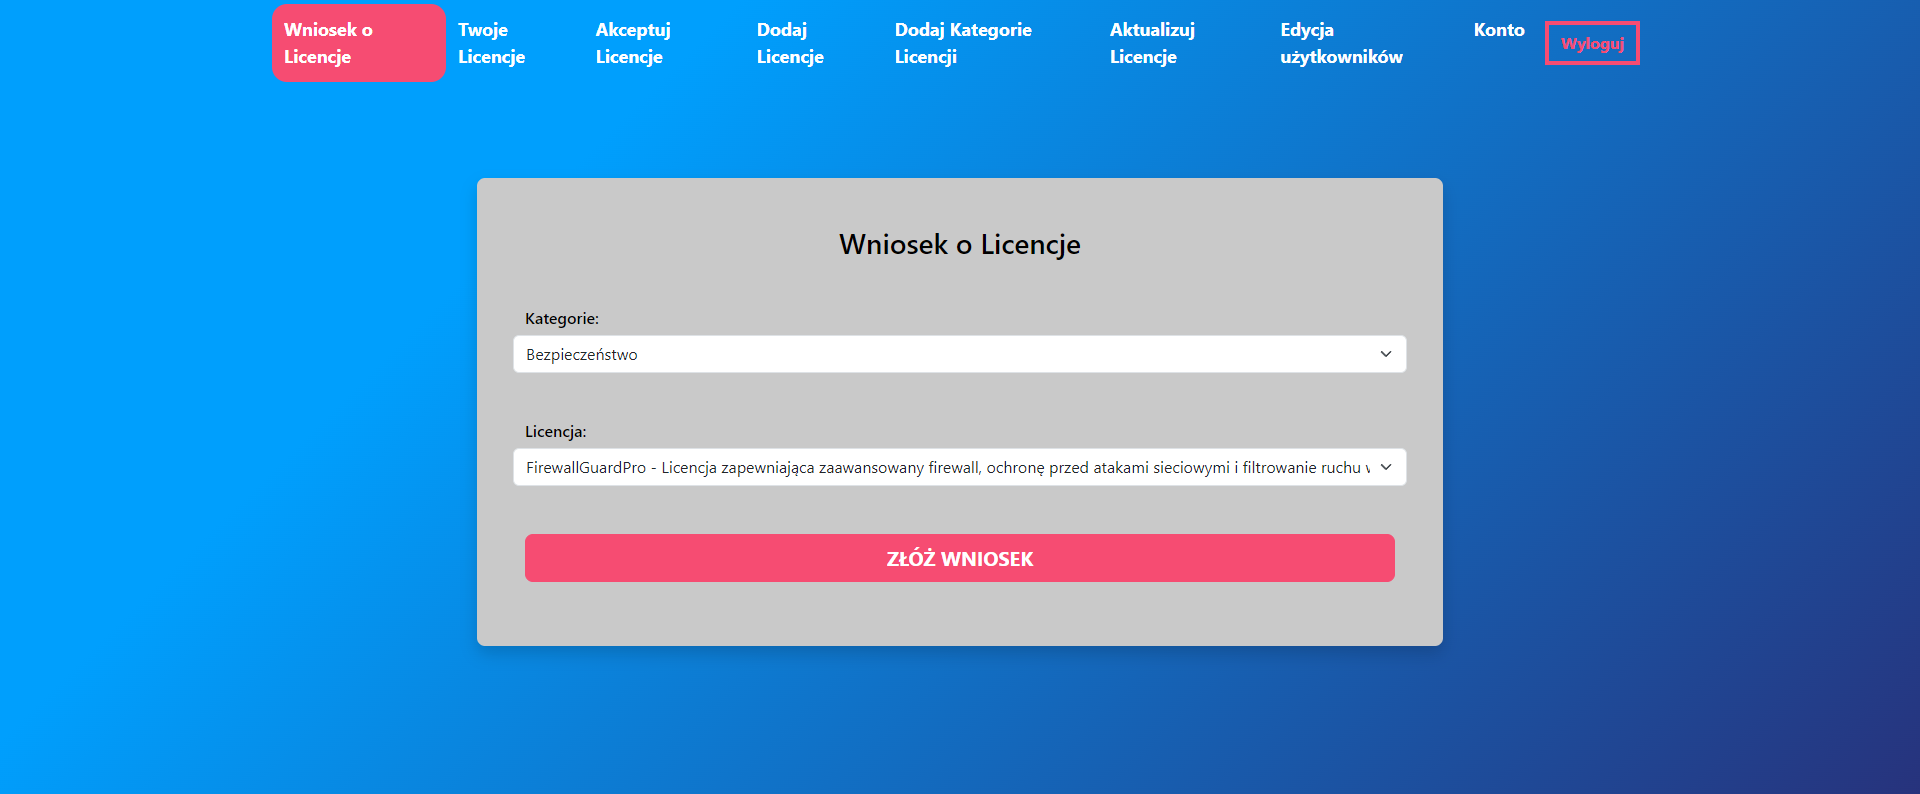 Wniosek o
Licencje
Twoje
Licencje
Akceptuj
Licencje
Dodaj
Licencje
Dodaj Kategorie
Licencji
Aktualizuj
Licencje
Edycja
użytkowników
Konto
Wyloguj
Wniosek o Licencje
Kategorie:
Bezpieczeństwo
Licencja:
FirewallGuardPro - Licencja zapewniająca zaawansowany firewall, ochronę przed atakami sieciowymi i filtrowanie ruchu
ZŁÓŻ WNIOSEK